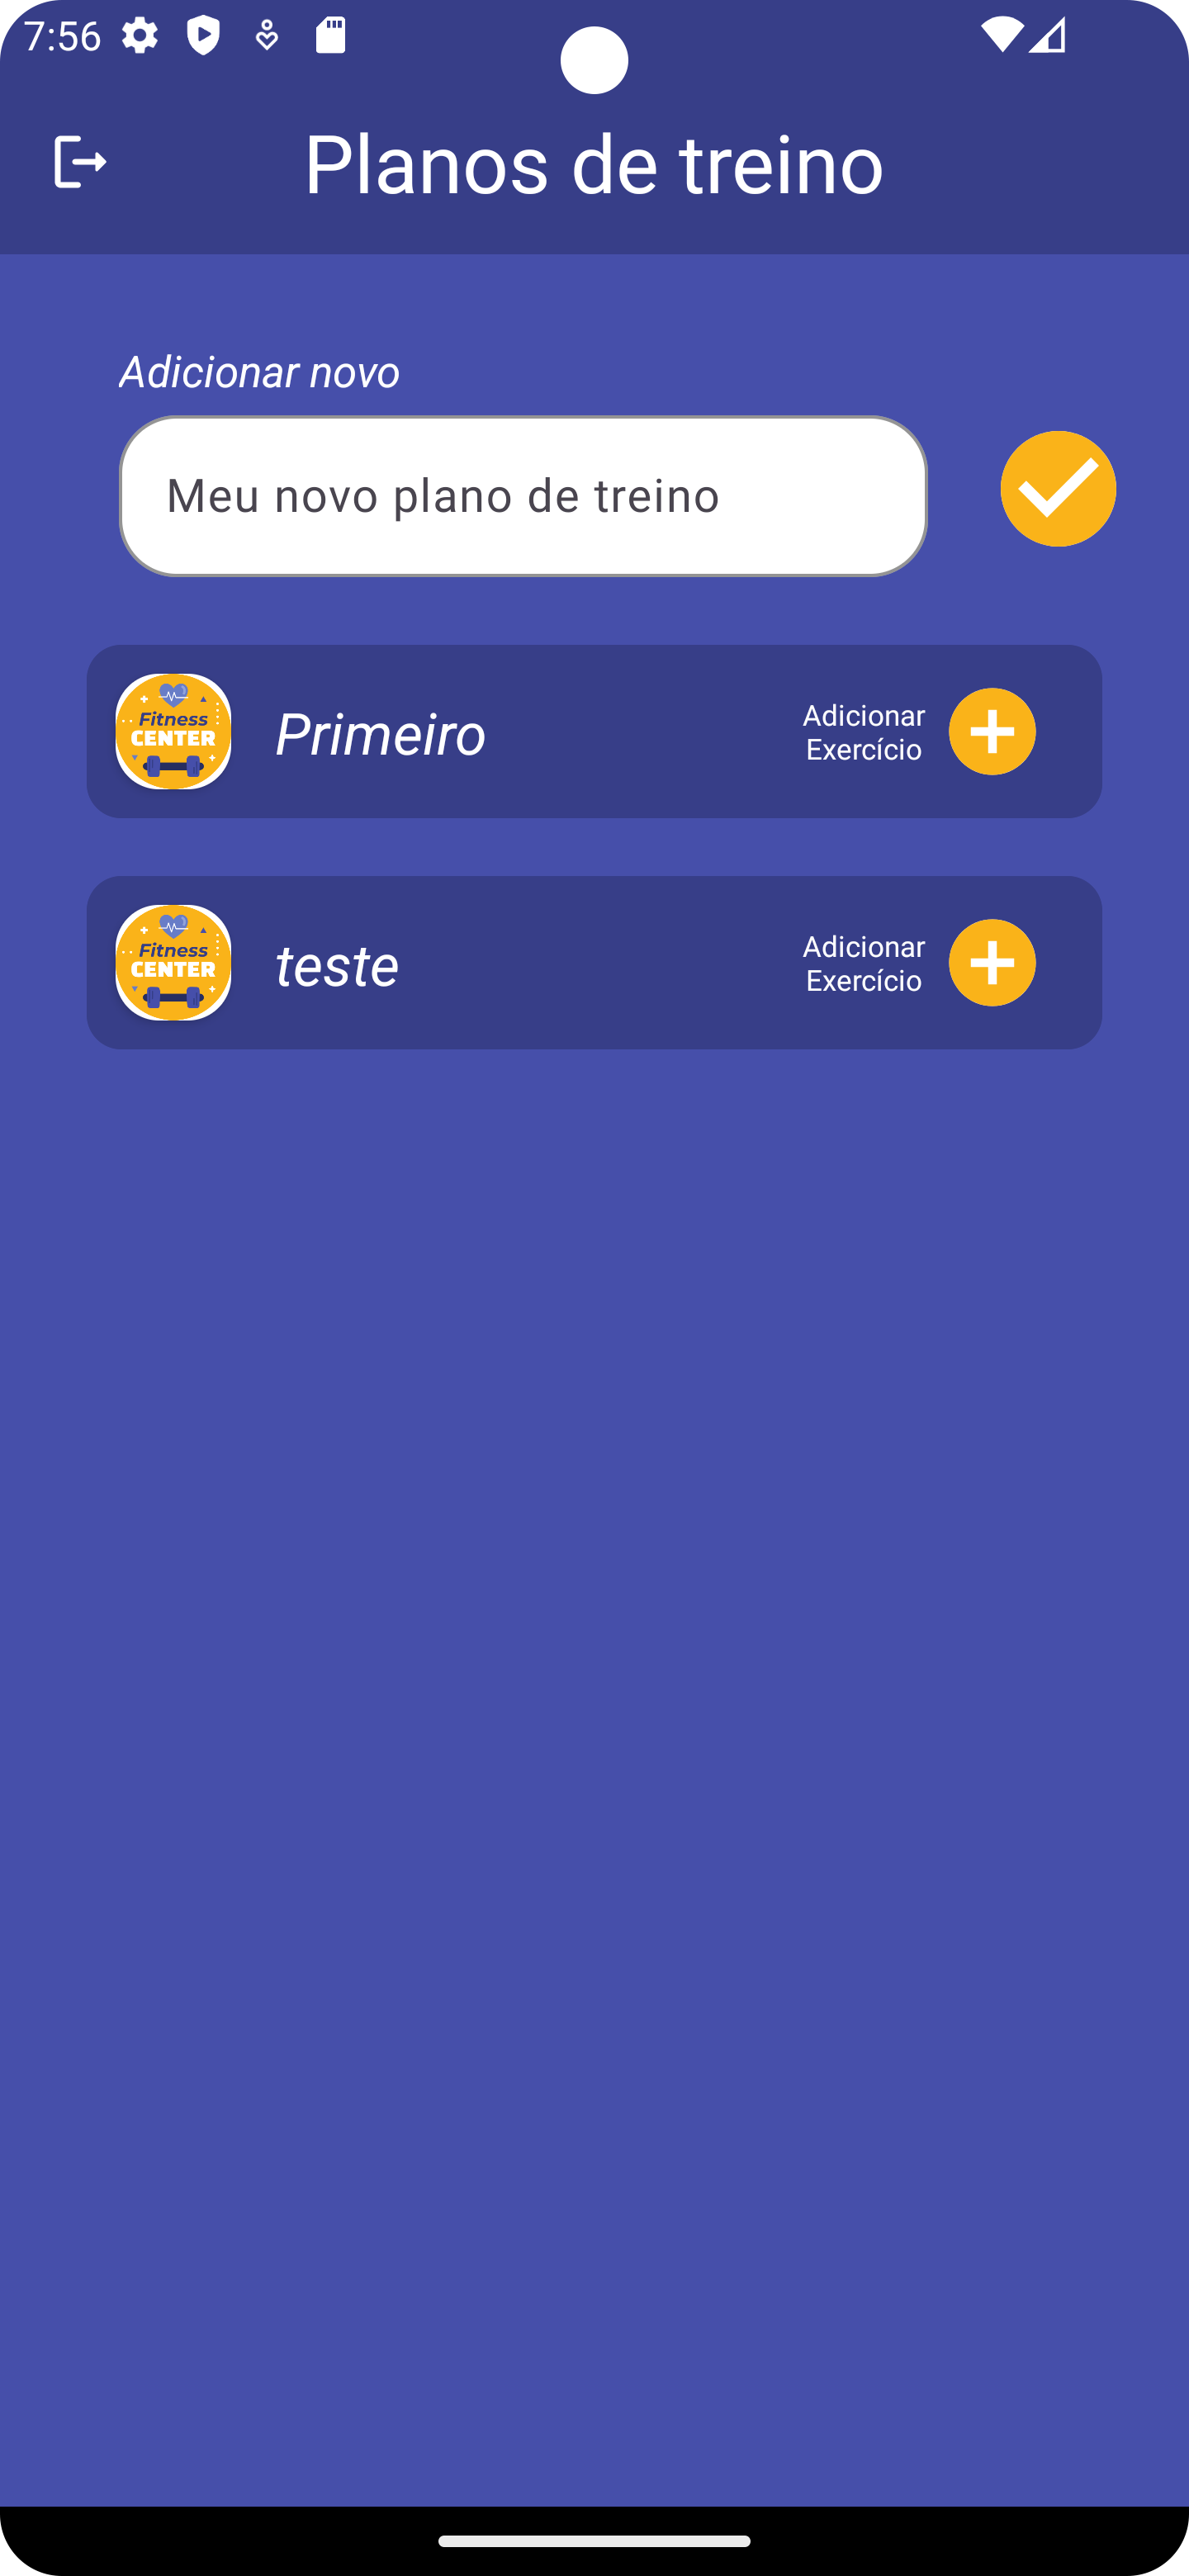 7:56
Planos de treino
Adicionar novo
Meu novo plano de treino
Fitness
CENTER
Primeiro
Adicionar
Exercício
Fitness
CENTER
teste
Adicionar
Exercício